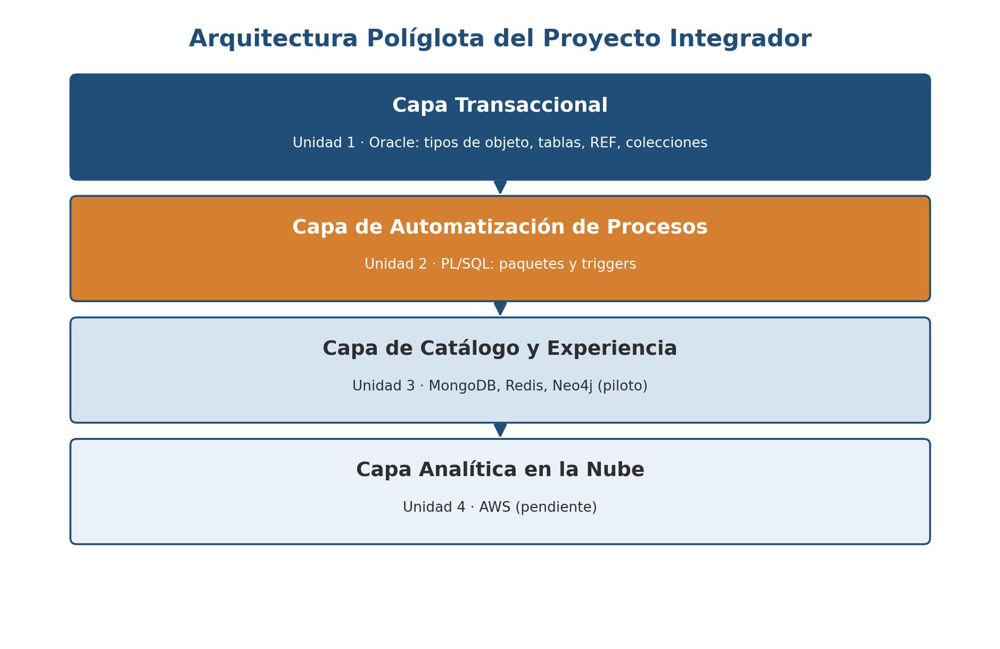 Arquitectura Políglota del Proyecto Integrador
Capa Transaccional
Unidad 1 · Oracle: tipos de objeto, tablas, REF, colecciones
Capa de Automatización de Procesos
Unidad 2 · PL/SQL: paquetes y triggers
Capa de Catálogo y Experiencia
Unidad 3 · MongoDB, Redis, Neo4j (piloto)
Capa Analítica en la Nube
Unidad 4 · AWS (pendiente)